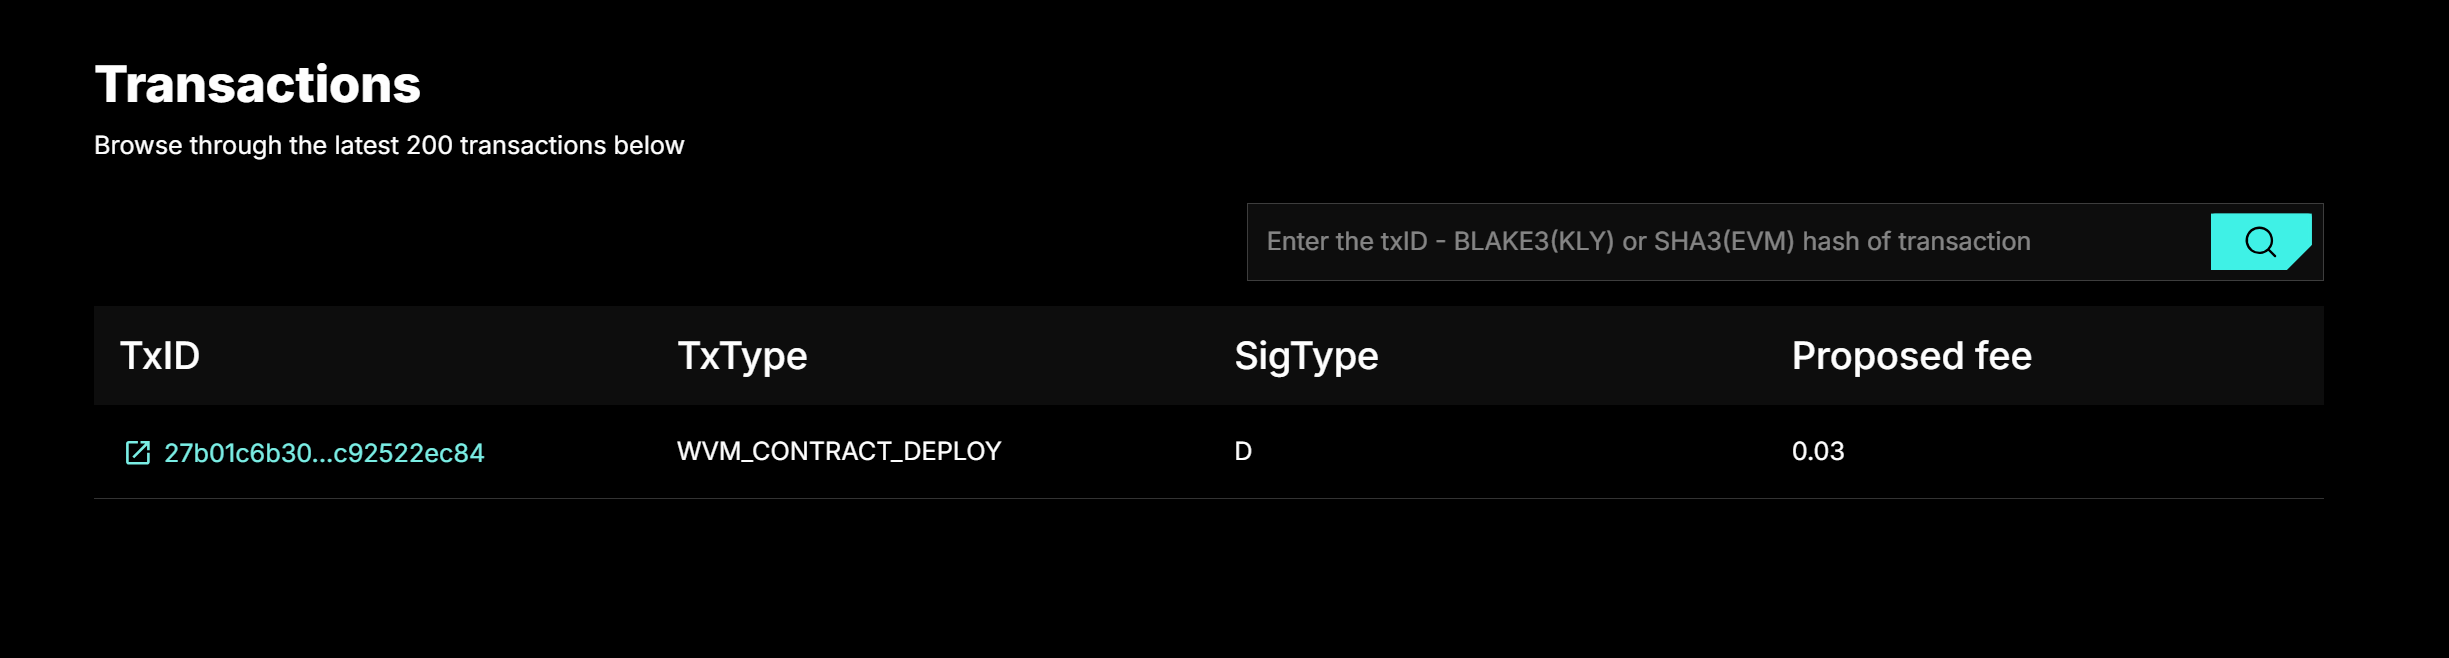 Transactions
Browse through the latest 200 transactions below
Enter the txID - BLAKE3(KLY) or SHA3(EVM) hash of transaction
TxID TxType SigType Proposed fee
27b01c6b30...c92522ec84 WVM_CONTRACT_DEPLOY D 0.03